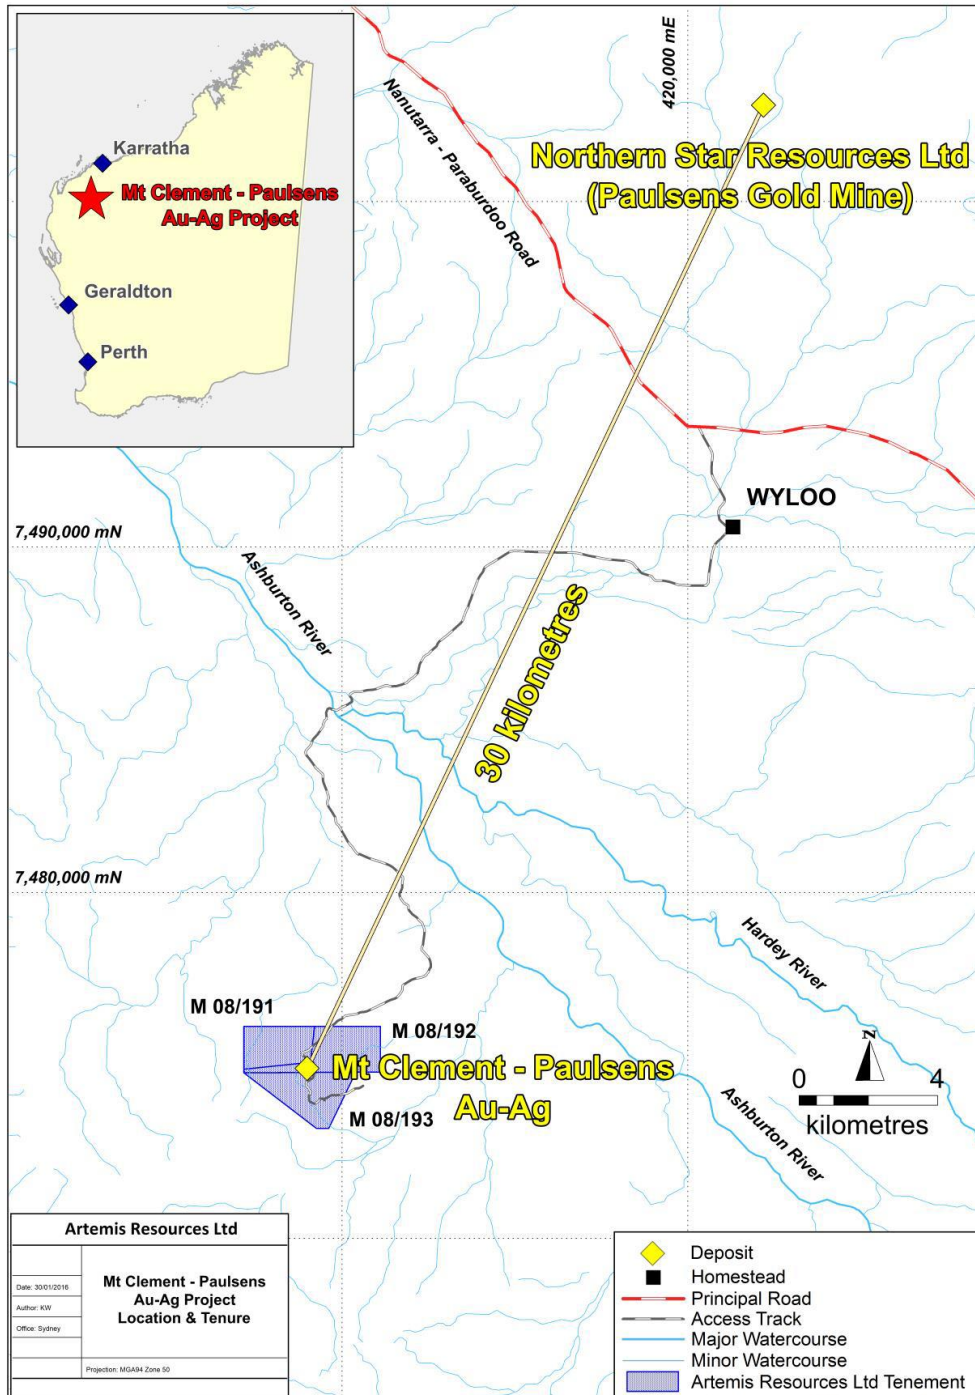 Karratha
Mt Clement - Paulsens
Au-Ag Project
Geraldton
Perth
420,000 mE
Nanutarra - Paraburdoo Road
Northern Star Resources Ltd
(Paulsens Gold Mine)
WYLOO
7,490,000 mN
Ashburton River
30 kilometres
7,480,000 mN
Hardey River
M 08/191
M 08/192
Mt Clement - Paulsens
Au-Ag
M 08/193
N
0 4
kilometres
Ashburton River
Artemis Resources Ltd
Date: 30/01/2016
Author: KW
Office: Sydney
Mt Clement - Paulsens
Au-Ag Project
Location & Tenure
Projection: MGA94 Zone 50
Deposit
Homestead
Principal Road
Access Track
Major Watercourse
Minor Watercourse
Artemis Resources Ltd Tenement